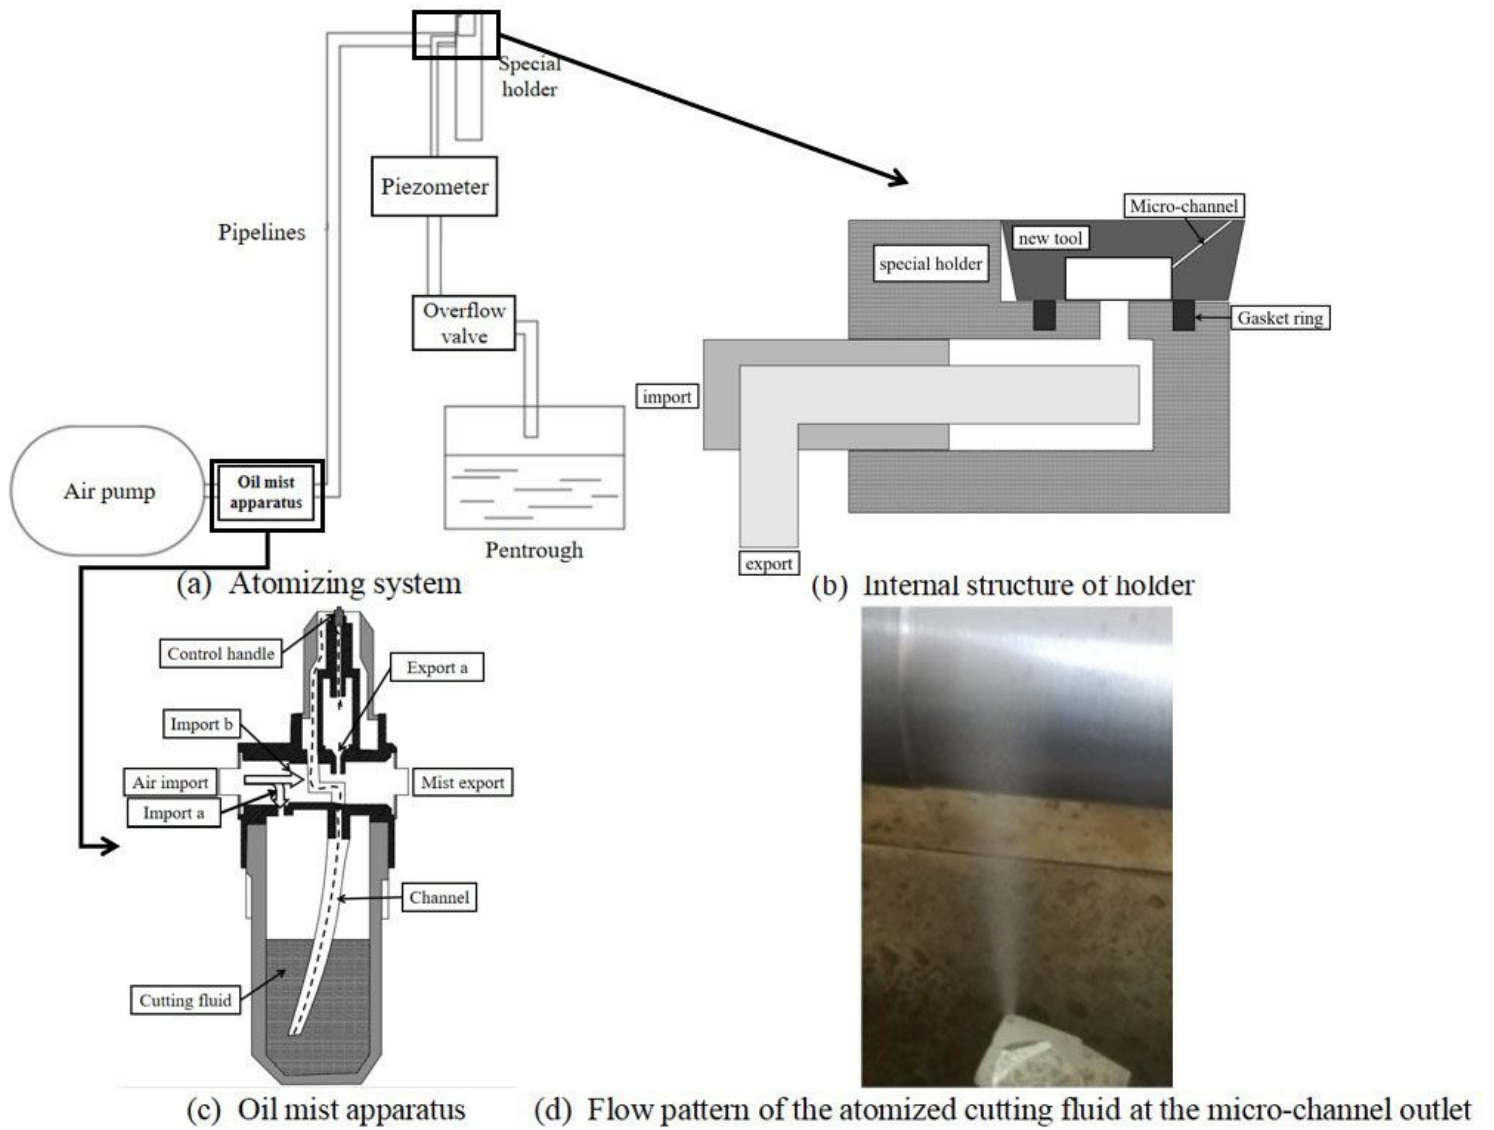 Special
holder
Piezometer
Pipelines
Overflow
valve
Air pump
Oil mist
apparatus
Pentrough
(a) Atomizing system
Micro-channel
new tool
special holder
Gasket ring
import
export
(b) Internal structure of holder
Control handle
Export a
Import b
Air import
Mist export
Import a
Channel
Cutting fluid
(c) Oil mist apparatus
(d) Flow pattern of the atomized cutting fluid at the micro-channel outlet